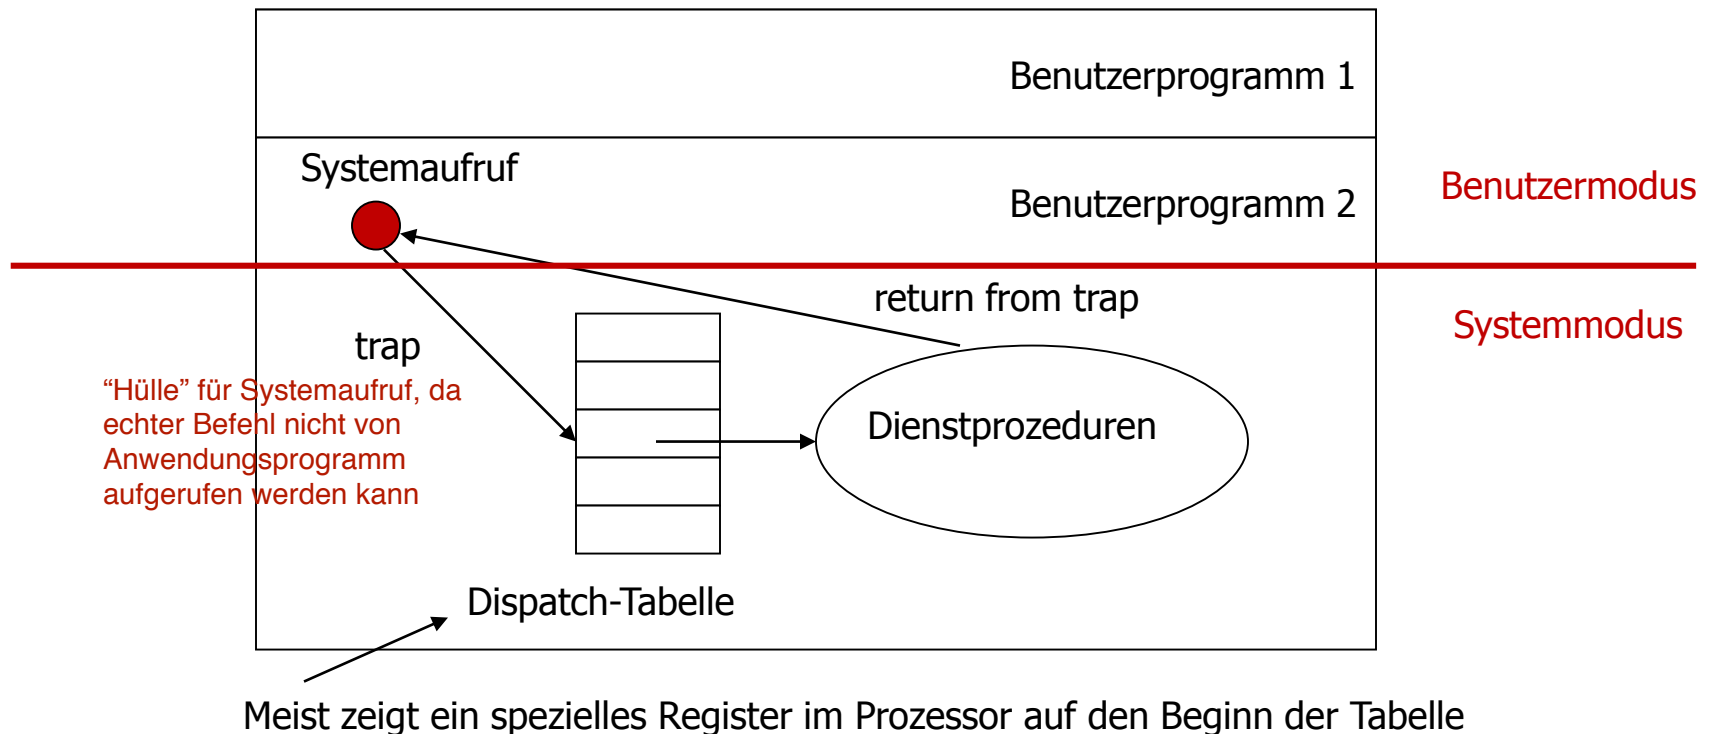 Benutzerprogramm 1
Systemaufruf
Benutzerprogramm 2
Benutzermodus
return from trap
Systemmodus
trap
“Hülle” für Systemaufruf, da
echter Befehl nicht von
Anwendungsprogramm
aufgerufen werden kann
Dienstprozeduren
Dispatch-Tabelle
Meist zeigt ein spezielles Register im Prozessor auf den Beginn der Tabelle